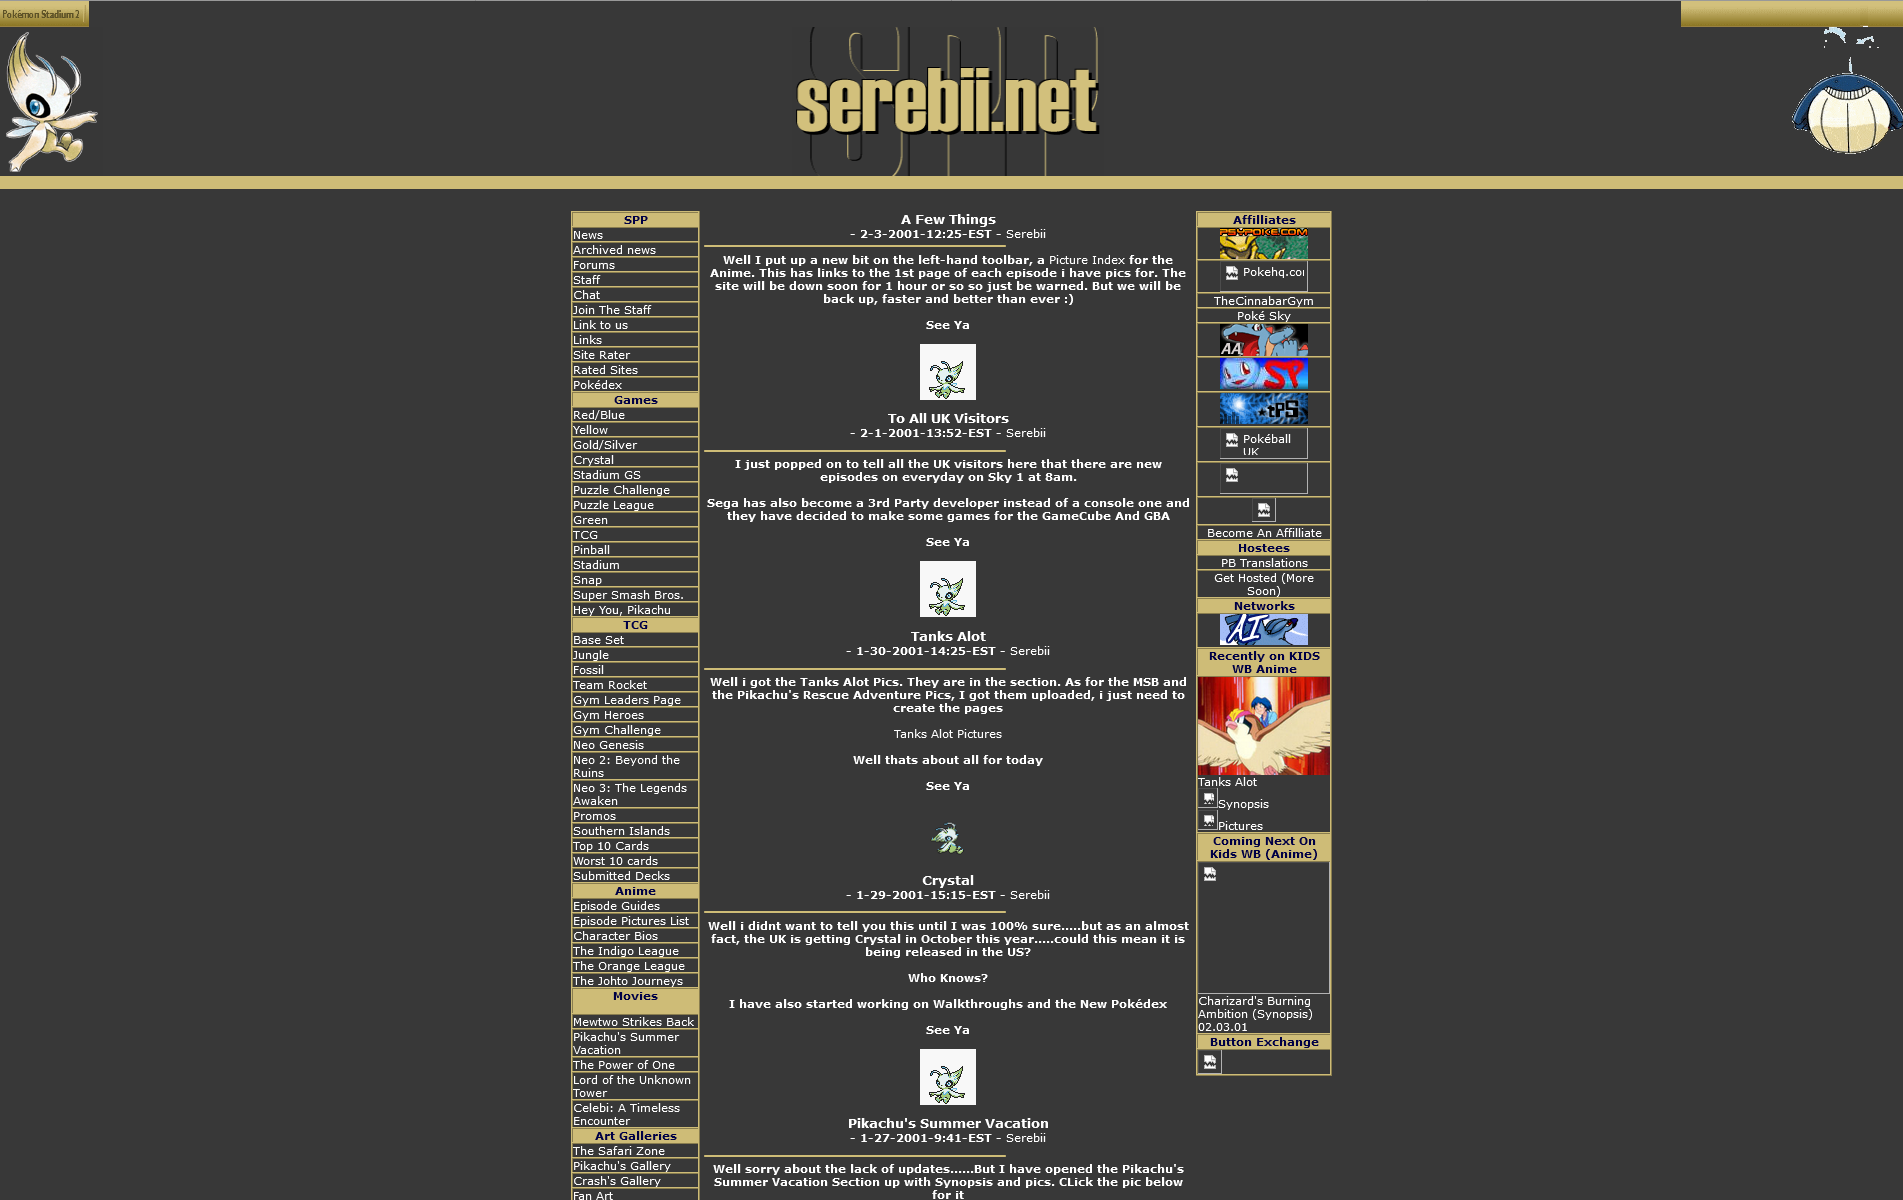 Pokémon Stadium 2
serebii.net
SPP
News
Archived news
Forums
Staff
Chat
Join The Staff
Link to us
Links
Site Rater
Rated Sites
Pokédex
Games
Red/Blue
Yellow
Gold/Silver
Crystal
Stadium GS
Puzzle Challenge
Puzzle League
Green
TCG
Pinball
Stadium
Snap
Super Smash Bros.
Hey You, Pikachu
TCG
Base Set
Jungle
Fossil
Team Rocket
Gym Leaders Page
Gym Heroes
Gym Challenge
Neo Genesis
Neo 2: Beyond the
Ruins
Neo 3: The Legends
Awaken
Promos
Southern Islands
Top 10 Cards
Worst 10 cards
Submitted Decks
Anime
Episode Guides
Episode Pictures List
Character Bios
The Indigo League
The Orange League
The Johto Journeys
Movies
Mewtwo Strikes Back
Pikachu's Summer
Vacation
The Power of One
Lord of the Unknown
Tower
Celebi: A Timeless
Encounter
Art Galleries
The Safari Zone
Pikachu's Gallery
Crash's Gallery
Fan Art
A Few Things
- 2-3-2001-12:25-EST - Serebii
Well I put up a new bit on the left-hand toolbar, a Picture Index for the
Anime. This has links to the 1st page of each episode i have pics for. The
site will be down soon for 1 hour or so so just be warned. But we will be
back up, faster and better than ever :)
See Ya
To All UK Visitors
- 2-1-2001-13:52-EST - Serebii
I just popped on to tell all the UK visitors here that there are new
episodes on everyday on Sky 1 at 8am.
Sega has also become a 3rd Party developer instead of a console one and
they have decided to make some games for the GameCube And GBA
See Ya
Tanks Alot
- 1-30-2001-14:25-EST - Serebii
Well i got the Tanks Alot Pics. They are in the section. As for the MSB and
the Pikachu's Rescue Adventure Pics, I got them uploaded, i just need to
create the pages
Tanks Alot Pictures
Well thats about all for today
See Ya
Crystal
- 1-29-2001-15:15-EST - Serebii
Well i didnt want to tell you this until I was 100% sure.....but as an almost
fact, the UK is getting Crystal in October this year.....could this mean it is
being released in the US?
Who Knows?
I have also started working on Walkthroughs and the New Pokédex
See Ya
Pikachu's Summer Vacation
- 1-27-2001-9:41-EST - Serebii
Well sorry about the lack of updates......But I have opened the Pikachu's
Summer Vacation Section up with Synopsis and pics. CLick the pic below
for it
Affilliates
PSYPOKE.COM
Pokehq.co
TheCinnabarGym
Poké Sky
AA
SP
tPS
Pokéball
UK
Become An Affilliate
Hostees
PB Translations
Get Hosted (More
Soon)
Networks
AI
Recently on KIDS
WB Anime
Tanks Alot
Synopsis
Pictures
Coming Next On
Kids WB (Anime)
Charizard's Burning
Ambition (Synopsis)
02.03.01
Button Exchange